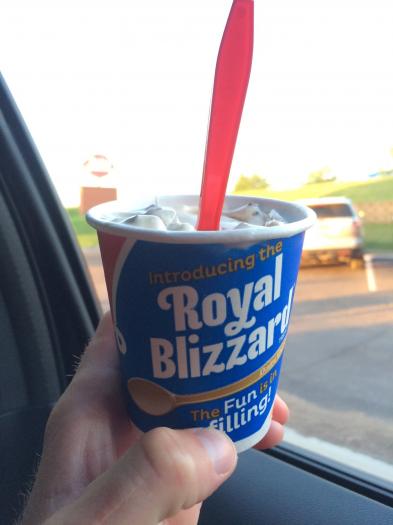 Introducing the
Royal
Blizzard
The Fun is in
filling!